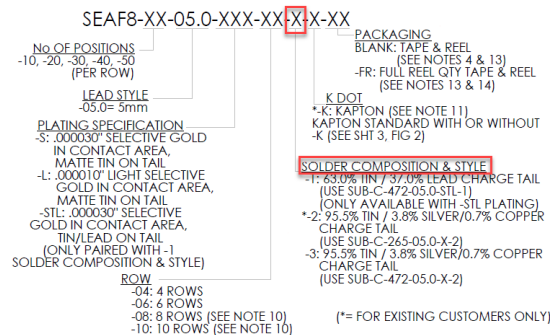 SEAF8-XX-05.0-XXX-XX-X-X-XX
No OF POSITIONS
-10, -20, -30, -40, -50
(PER ROW)
LEAD STYLE
-05.0= 5mm
PLATING SPECIFICATION
-S: .000030" SELECTIVE GOLD
IN CONTACT AREA,
MATTE TIN ON TAIL
-L: .000010" LIGHT SELECTIVE
GOLD IN CONTACT AREA,
MATTE TIN ON TAIL
-STL: .000030" SELECTIVE
GOLD IN CONTACT AREA,
TIN/LEAD ON TAIL
(ONLY PAIRED WITH -1
SOLDER COMPOSITION & STYLE)
ROW
-04: 4 ROWS
-06: 6 ROWS
-08: 8 ROWS (SEE NOTE 10)
-10: 10 ROWS (SEE NOTE 10)
PACKAGING
BLANK: TAPE & REEL
(SEE NOTES 4 & 13)
-FR: FULL REEL QTY TAPE & REEL
(SEE NOTES 13 & 14)
K DOT
*-K: KAPTON (SEE NOTE 11)
KAPTON STANDARD WITH OR WITHOUT
-K (SEE SHT 3, FIG 2)
SOLDER COMPOSITION & STYLE
-1: 63.0% TIN / 37.0% LEAD CHARGE TAIL
(USE SUB-C-472-05.0-STL-1)
(ONLY AVAILABLE WITH -STL PLATING)
*-2: 95.5% TIN / 3.8% SILVER/0.7% COPPER
CHARGE TAIL
(USE SUB-C-265-05.0-X-2)
-3: 95.5% TIN / 3.8% SILVER/0.7% COPPER
CHARGE TAIL
(USE SUB-C-472-05.0-X-2)
(*= FOR EXISTING CUSTOMERS ONLY)